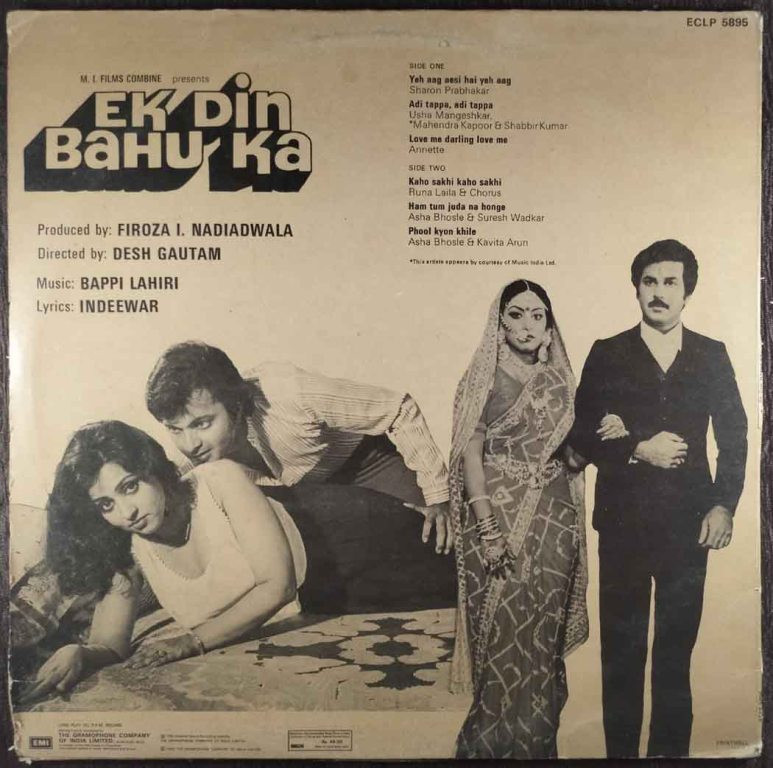 ECLP 5895
M. I. FILMS COMBINE presents
EK DIN
BAHU KA
Produced by: FIROZA I. NADIADWALA
Directed by: DESH GAUTAM
Music: BAPPI LAHIRI
Lyrics: INDEEWAR
SIDE ONE
Yeh aag aesi hai yeh aag
Sharon Prabhakar
Adi tappa, adi tappa
Usha Mangeshkar,
*Mahendra Kapoor & Shabbir Kumar
Love me darling love me
Annette
SIDE TWO
Kaho sakhi kaho sakhi
Runa Laila & Chorus
Ham tum juda na honge
Asha Bhosle & Suresh Wadkar
Phool kyon khile
Asha Bhosle & Kavita Arun
*This artiste appears by courtesy of Music India Ltd.
EMI
THE GRAMOPHONE COMPANY
OF INDIA LIMITED